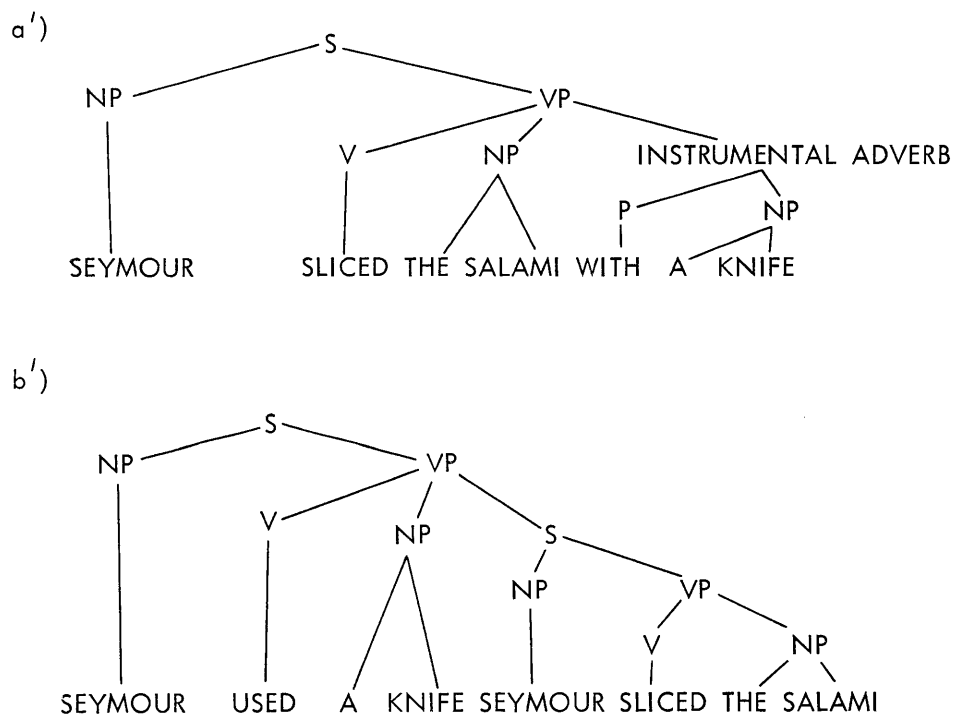 a')
S
NP VP
V NP INSTRUMENTAL ADVERB
P NP
SEYMOUR SLICED THE SALAMI WITH A KNIFE
b')
S
NP VP
V NP S
NP VP
V NP
SEYMOUR USED A KNIFE SEYMOUR SLICED THE SALAMI